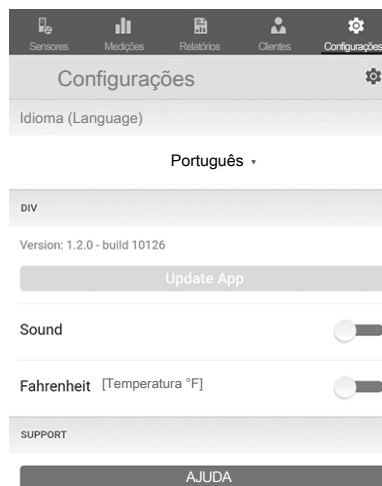 Sensores Medições Relatórios Clientes Configurações
Configurações
Idioma (Language)
Português
DIV
Version: 1.2.0 - build 10126
Update App
Sound
Fahrenheit [Temperatura °F]
SUPPORT
AJUDA